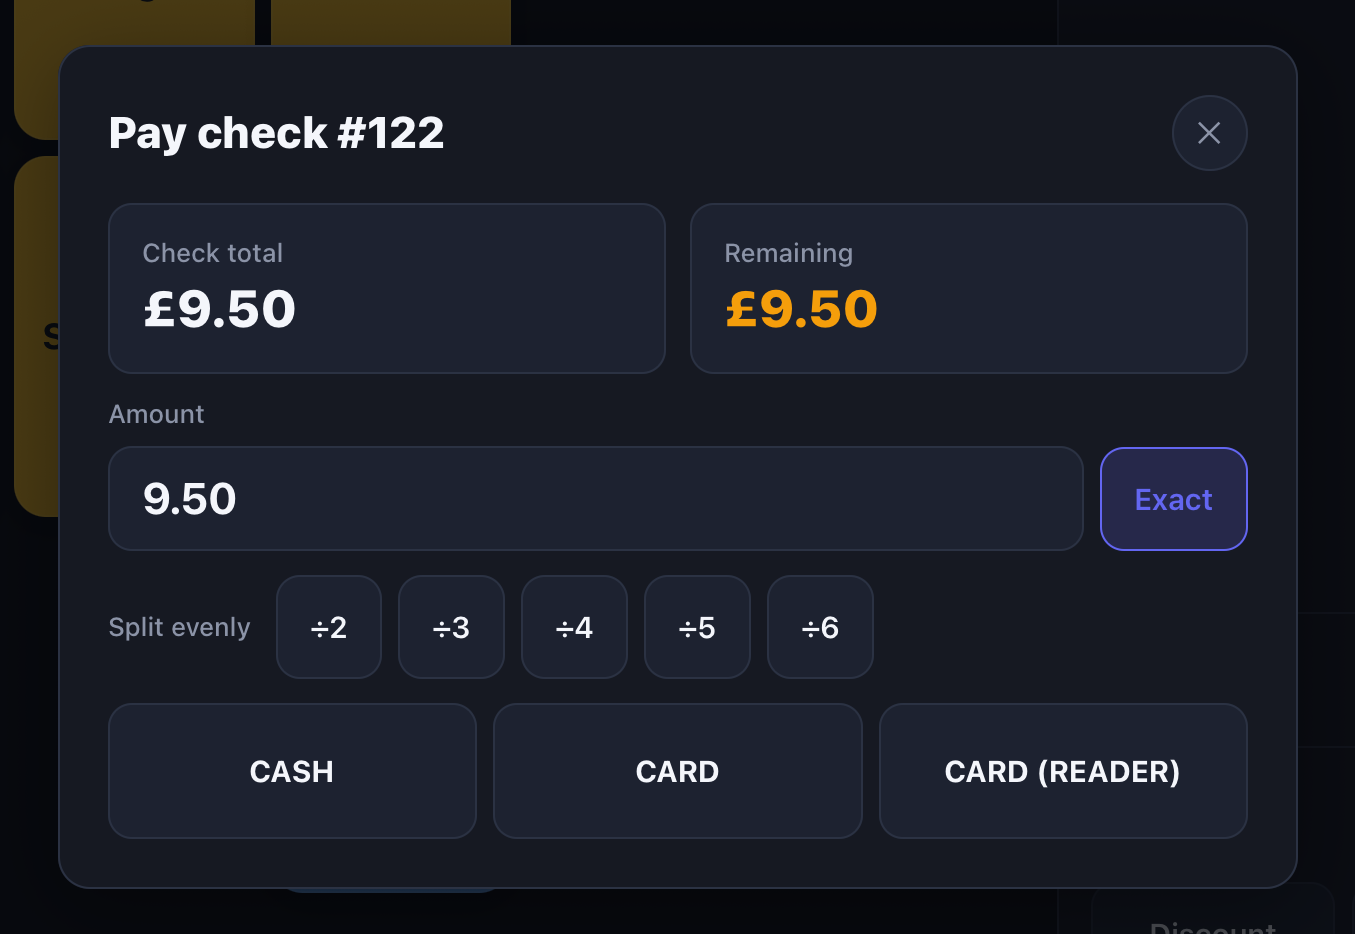 Pay check #122
Check total
£9.50
Remaining
£9.50
Amount
9.50
Exact
Split evenly
÷2
÷3
÷4
÷5
÷6
CASH
CARD
CARD (READER)
Discount